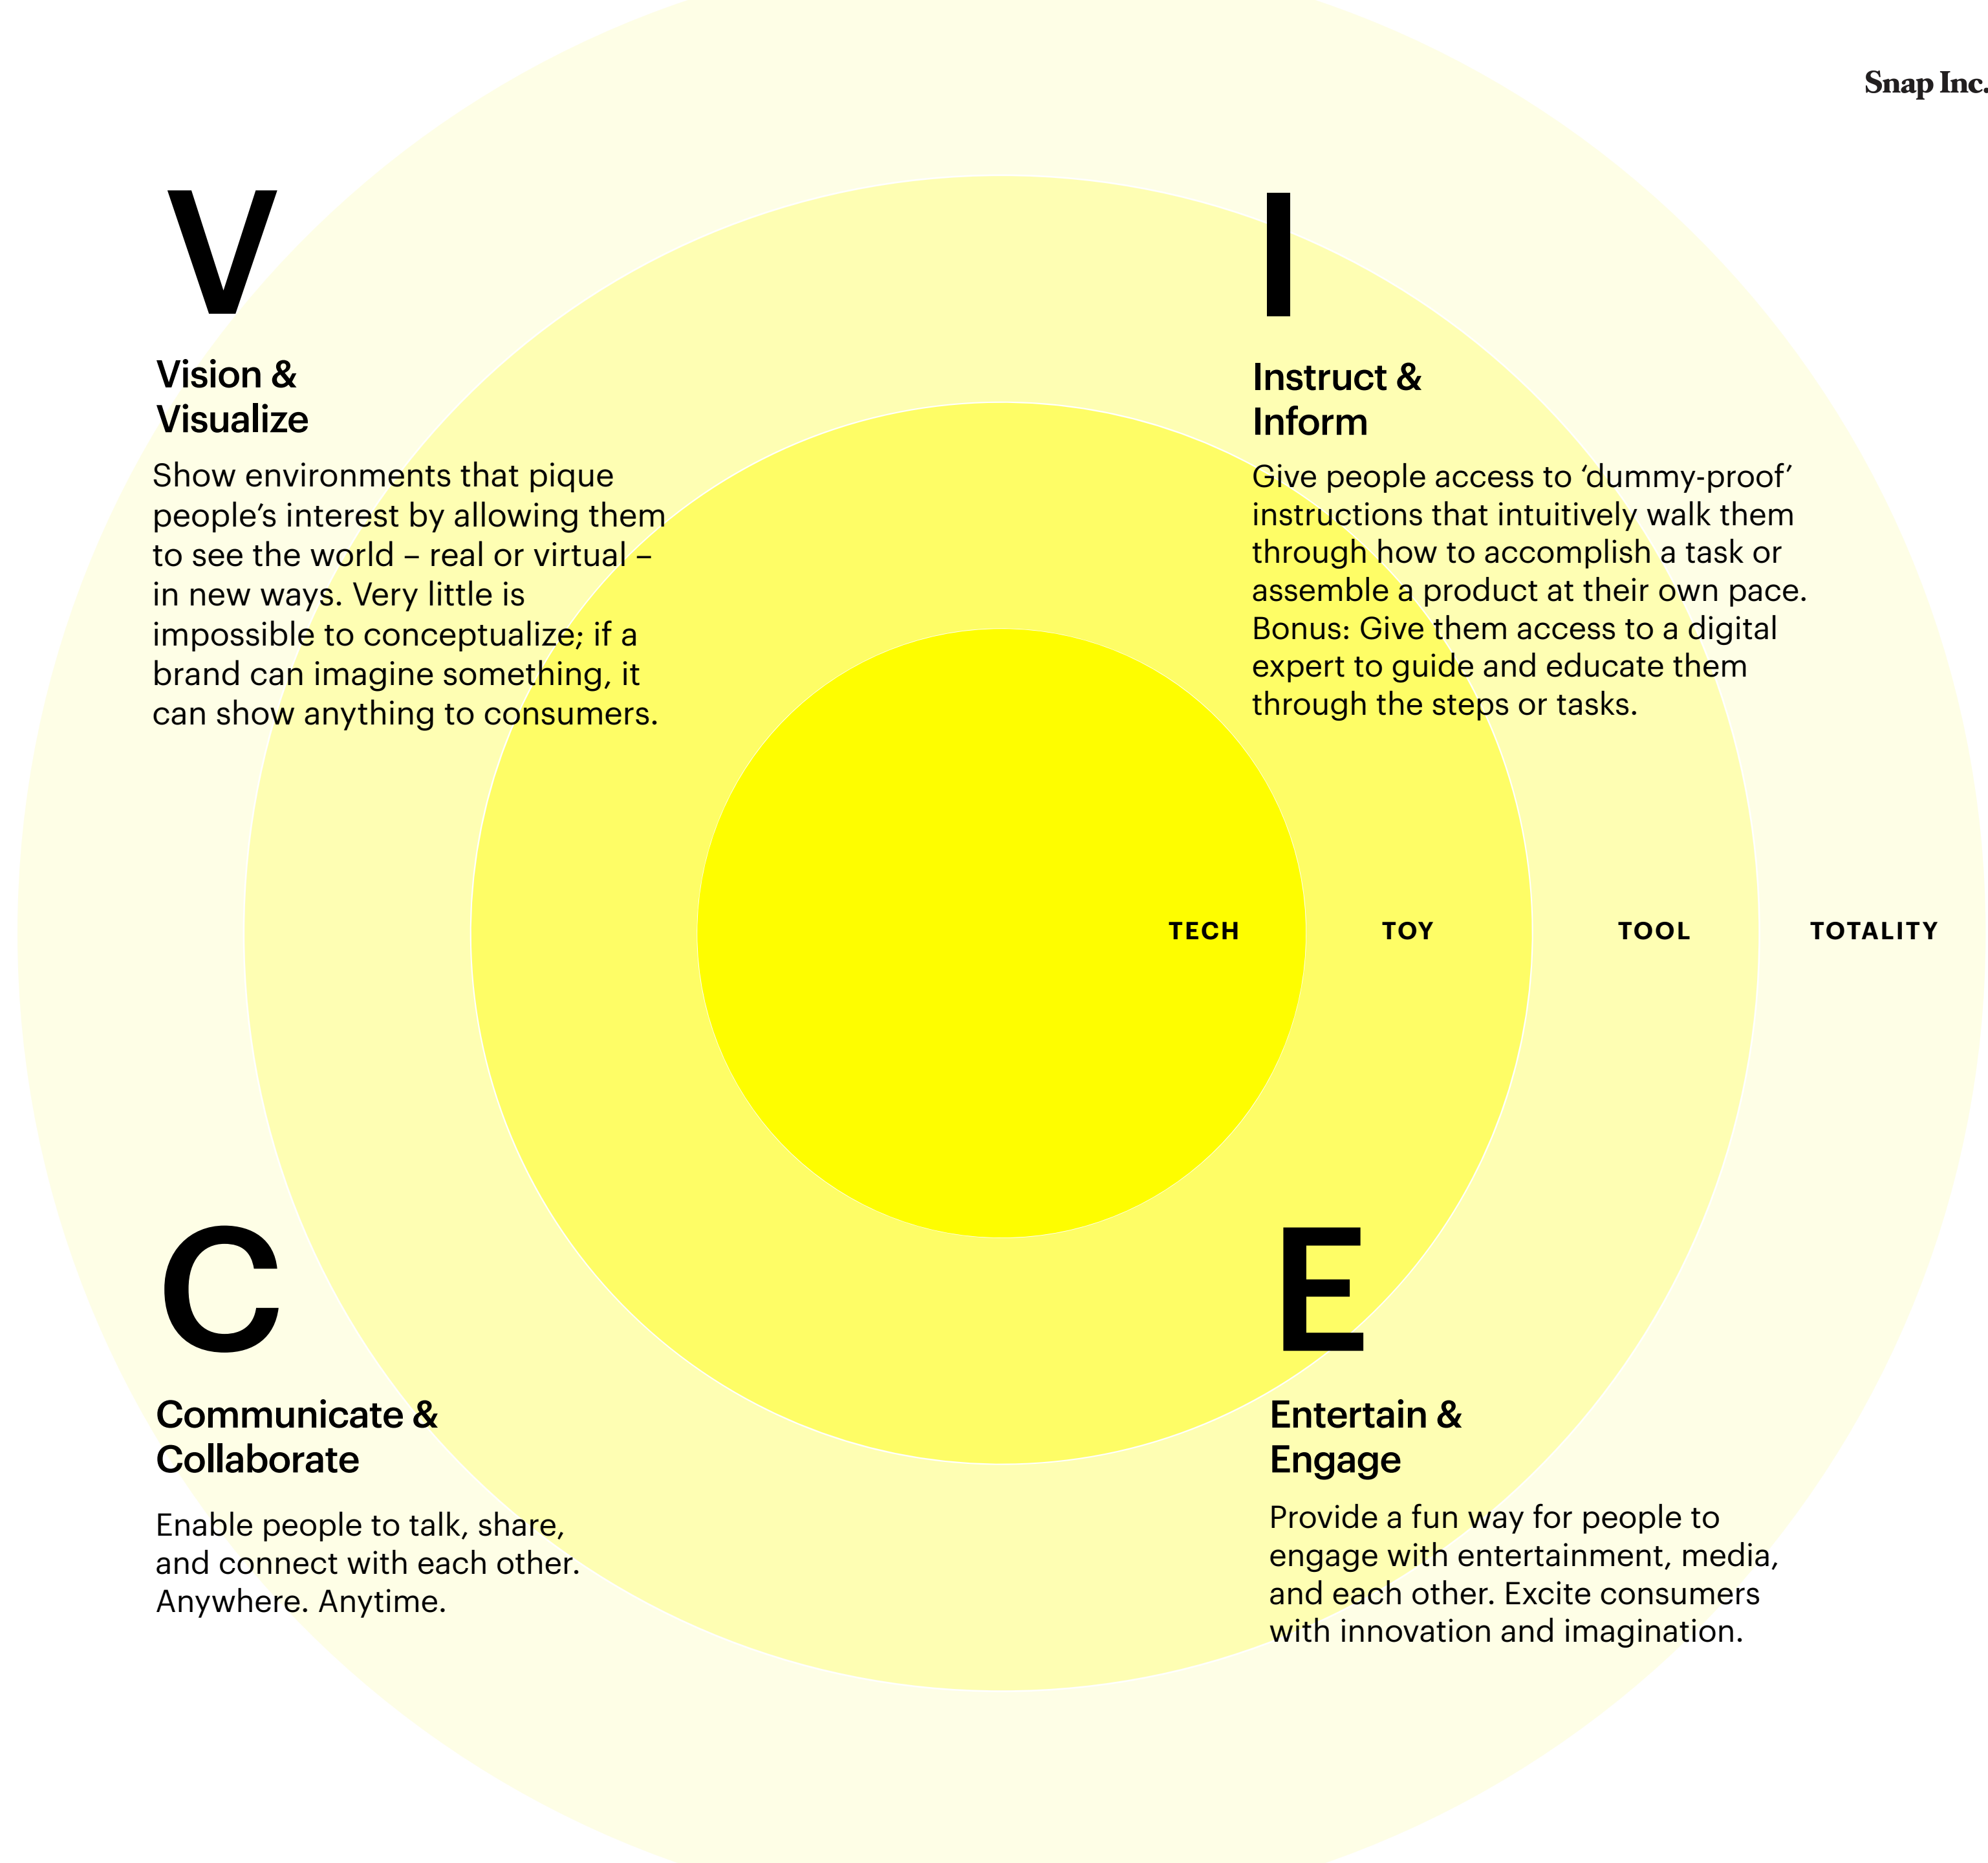 Snap Inc.
V
Vision &
Visualize
Show environments that pique
people’s interest by allowing them
to see the world – real or virtual –
in new ways. Very little is
impossible to conceptualize; if a
brand can imagine something, it
can show anything to consumers.
I
Instruct &
Inform
Give people access to ‘dummy-proof’
instructions that intuitively walk them
through how to accomplish a task or
assemble a product at their own pace.
Bonus: Give them access to a digital
expert to guide and educate them
through the steps or tasks.
TECH TOY TOOL TOTALITY
C
Communicate &
Collaborate
Enable people to talk, share,
and connect with each other.
Anywhere. Anytime.
E
Entertain &
Engage
Provide a fun way for people to
engage with entertainment, media,
and each other. Excite consumers
with innovation and imagination.